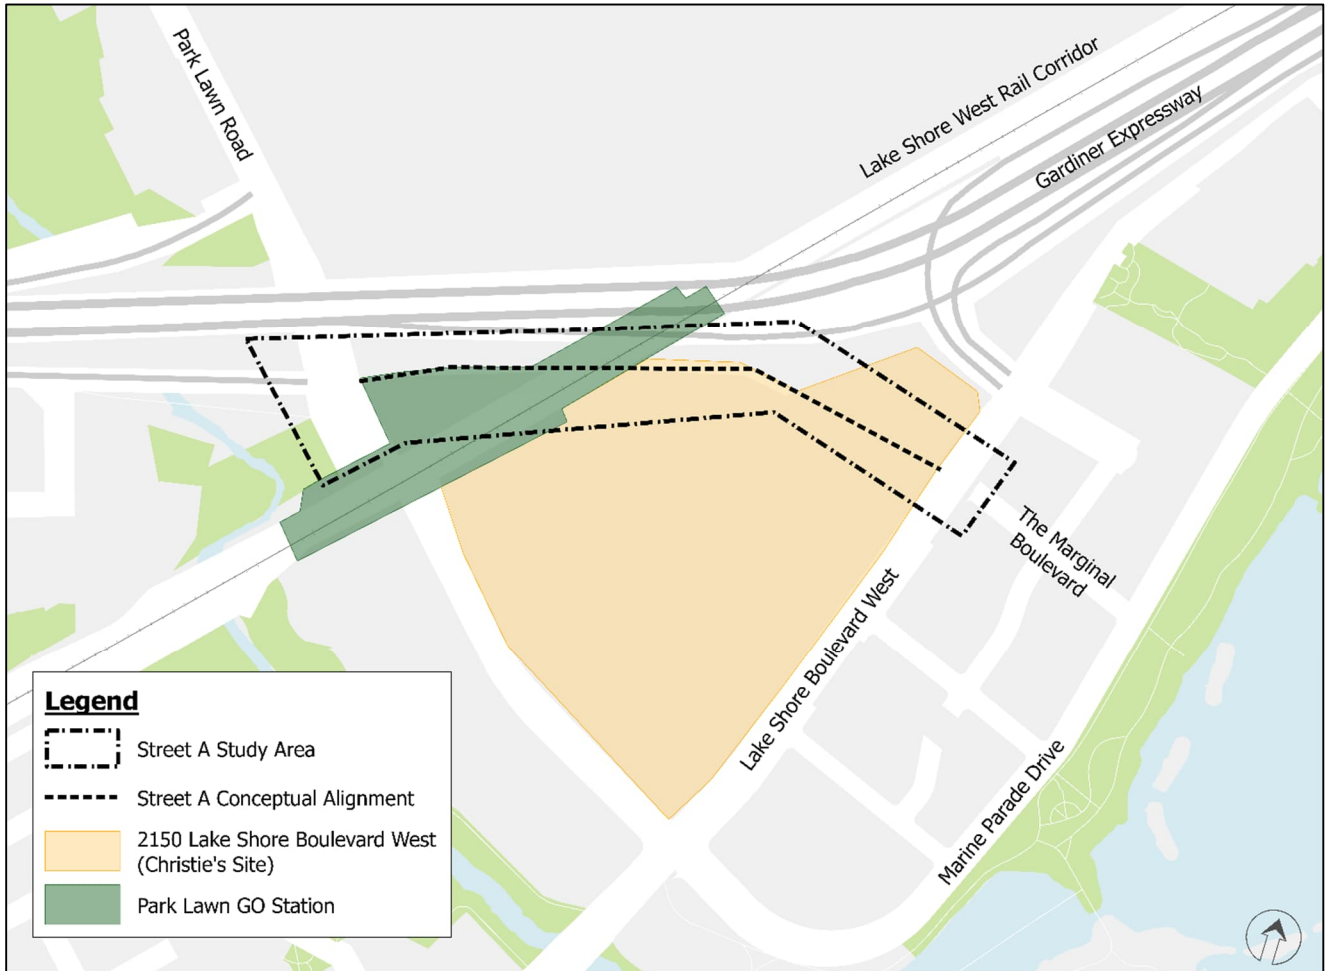 Park Lawn Road
Lake Shore West Rail Corridor
Gardiner Expressway
The Marginal
Boulevard
Lake Shore Boulevard West
Marine Parade Drive
Legend
Street A Study Area
Street A Conceptual Alignment
2150 Lake Shore Boulevard West
(Christie's Site)
Park Lawn GO Station